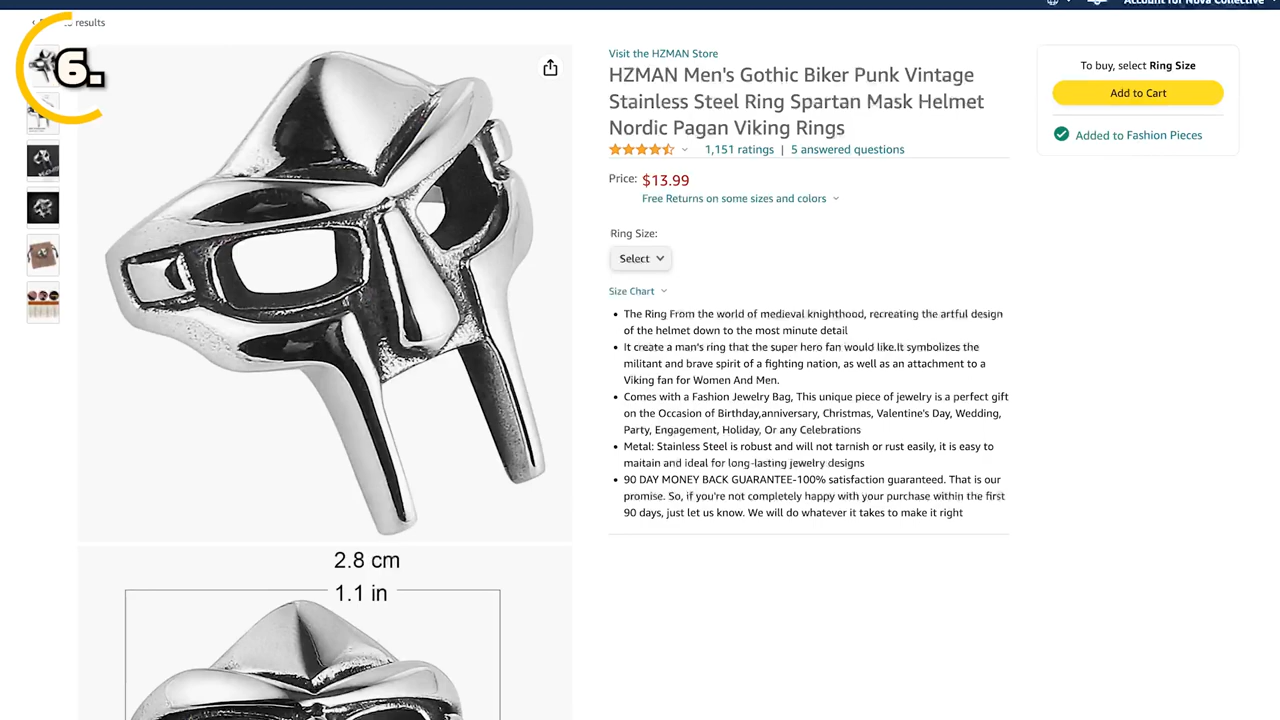 Account for Nova Collective
results
6.
Visit the HZMAN Store
HZMAN Men's Gothic Biker Punk Vintage
Stainless Steel Ring Spartan Mask Helmet
Nordic Pagan Viking Rings
1,151 ratings | 5 answered questions
Price: $13.99
Free Returns on some sizes and colors
Ring Size:
Select
Size Chart
• The Ring From the world of medieval knighthood, recreating the artful design
of the helmet down to the most minute detail
• It create a man's ring that the super hero fan would like.It symbolizes the
militant and brave spirit of a fighting nation, as well as an attachment to a
Viking fan for Women And Men.
• Comes with a Fashion Jewelry Bag, This unique piece of jewelry is a perfect gift
on the Occasion of Birthday,anniversary, Christmas, Valentine's Day, Wedding,
Party, Engagement, Holiday, Or any Celebrations
• Metal: Stainless Steel is robust and will not tarnish or rust easily, it is easy to
maitain and ideal for long-lasting jewelry designs
• 90 DAY MONEY BACK GUARANTEE-100% satisfaction guaranteed. That is our
promise. So, if you're not completely happy with your purchase within the first
90 days, just let us know. We will do whatever it takes to make it right
To buy, select Ring Size
Add to Cart
Added to Fashion Pieces
2.8 cm
1.1 in